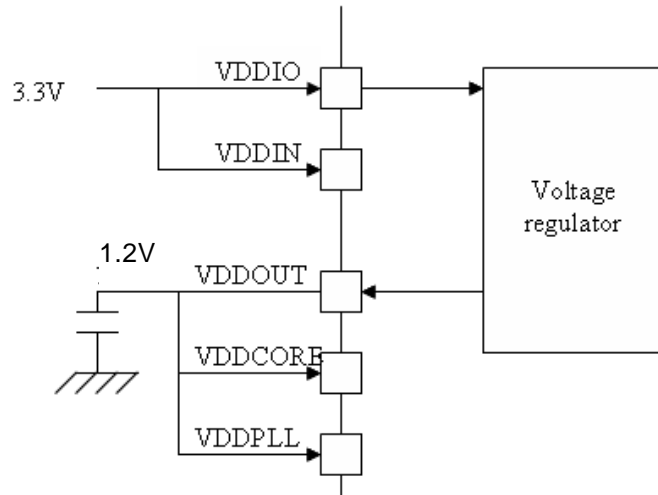 VDDIO
3.3V
VDDIN
Voltage
regulator
1.2V
VDDOUT
VDDCORE
VDDPLL